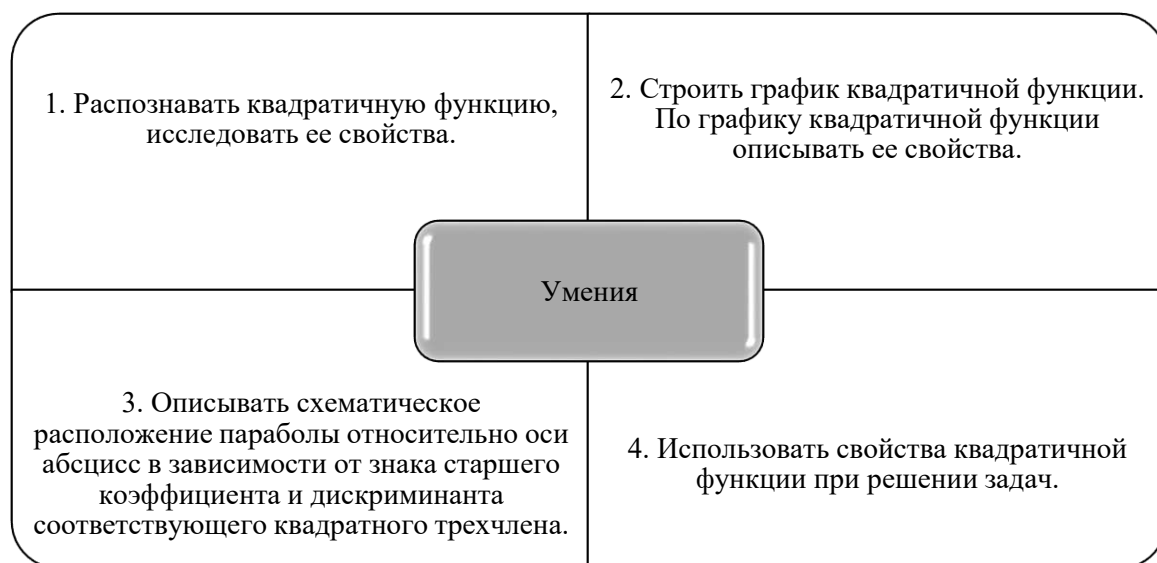 1. Распознавать квадратичную функцию,
исследовать ее свойства.
2. Строить график квадратичной функции.
По графику квадратичной функции
описывать ее свойства.
Умения
3. Описывать схематическое
расположение параболы относительно оси
абсцисс в зависимости от знака старшего
коэффициента и дискриминанта
соответствующего квадратного трехчлена.
4. Использовать свойства квадратичной
функции при решении задач.